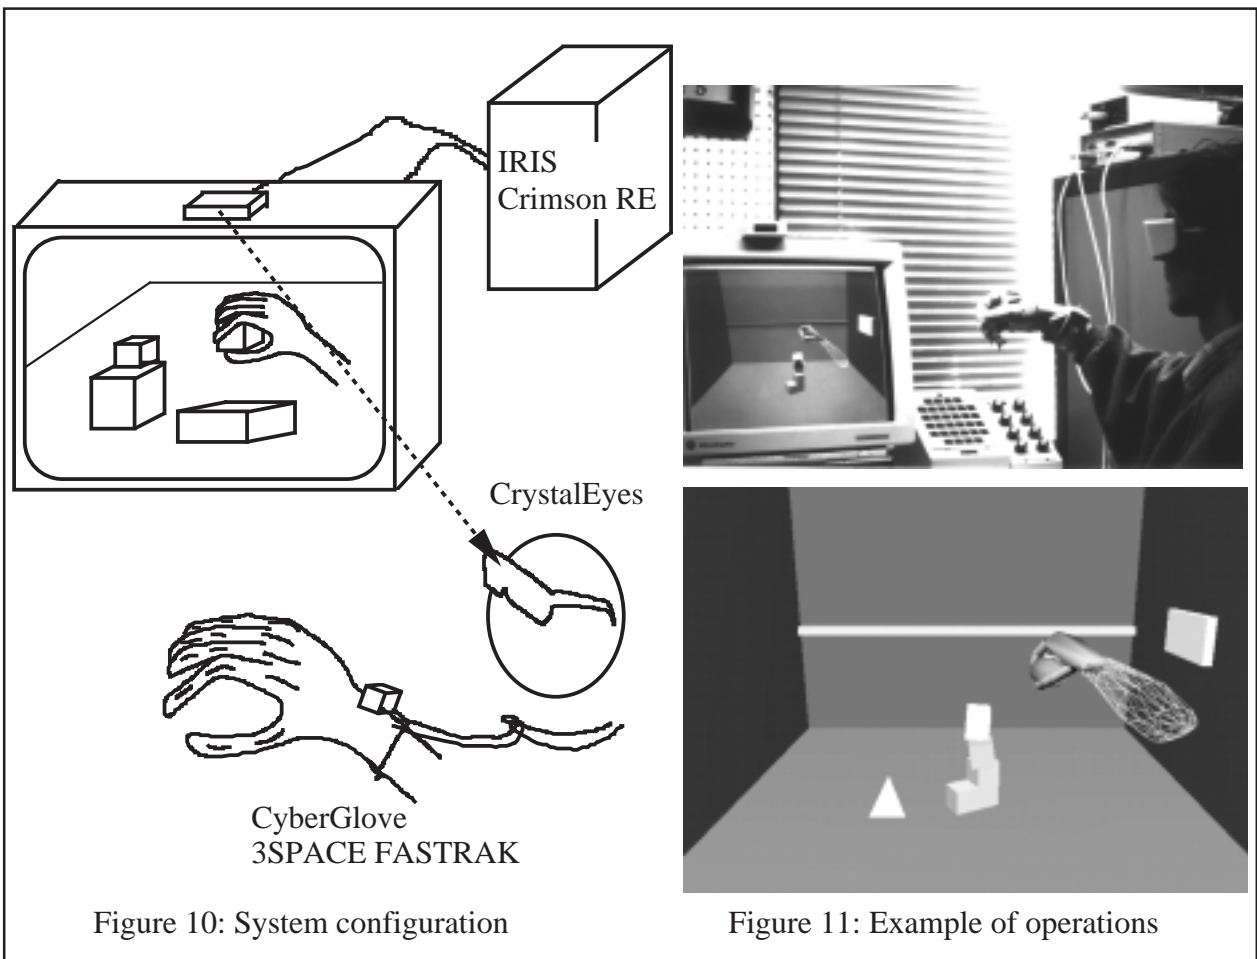 IRIS
Crimson RE
CrystalEyes
CyberGlove
3SPACE FASTRAK
Figure 10: System configuration
Figure 11: Example of operations